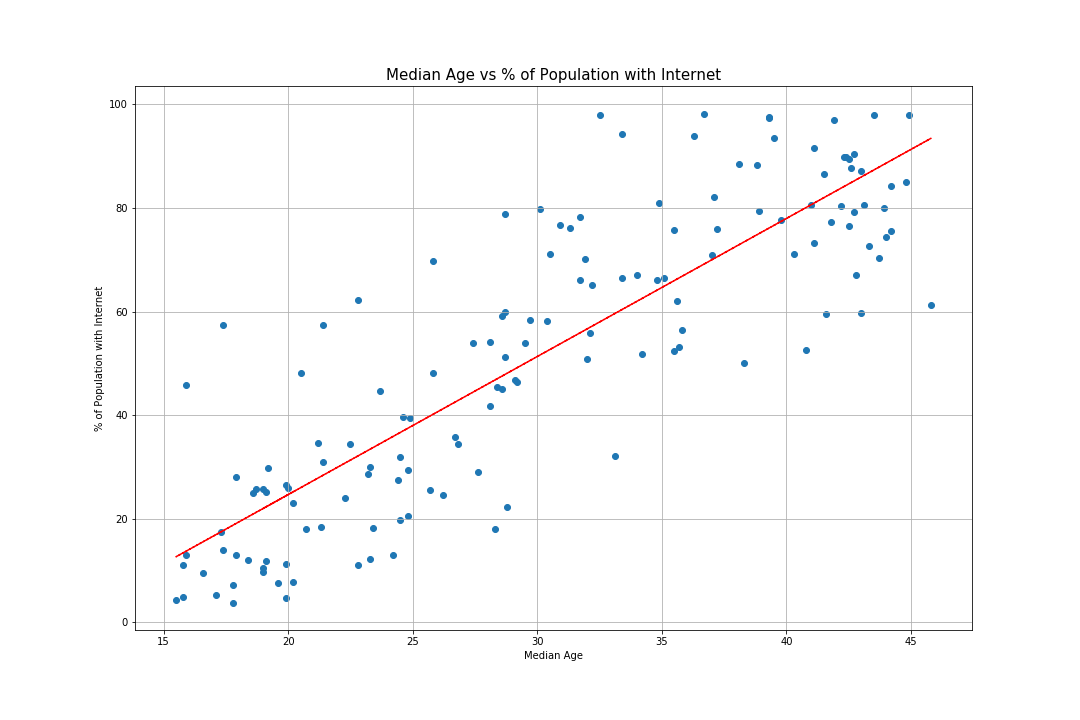 Median Age vs % of Population with Internet
% of Population with Internet
100
80
60
40
20
0
15 20 25 30 35 40 45
Median Age